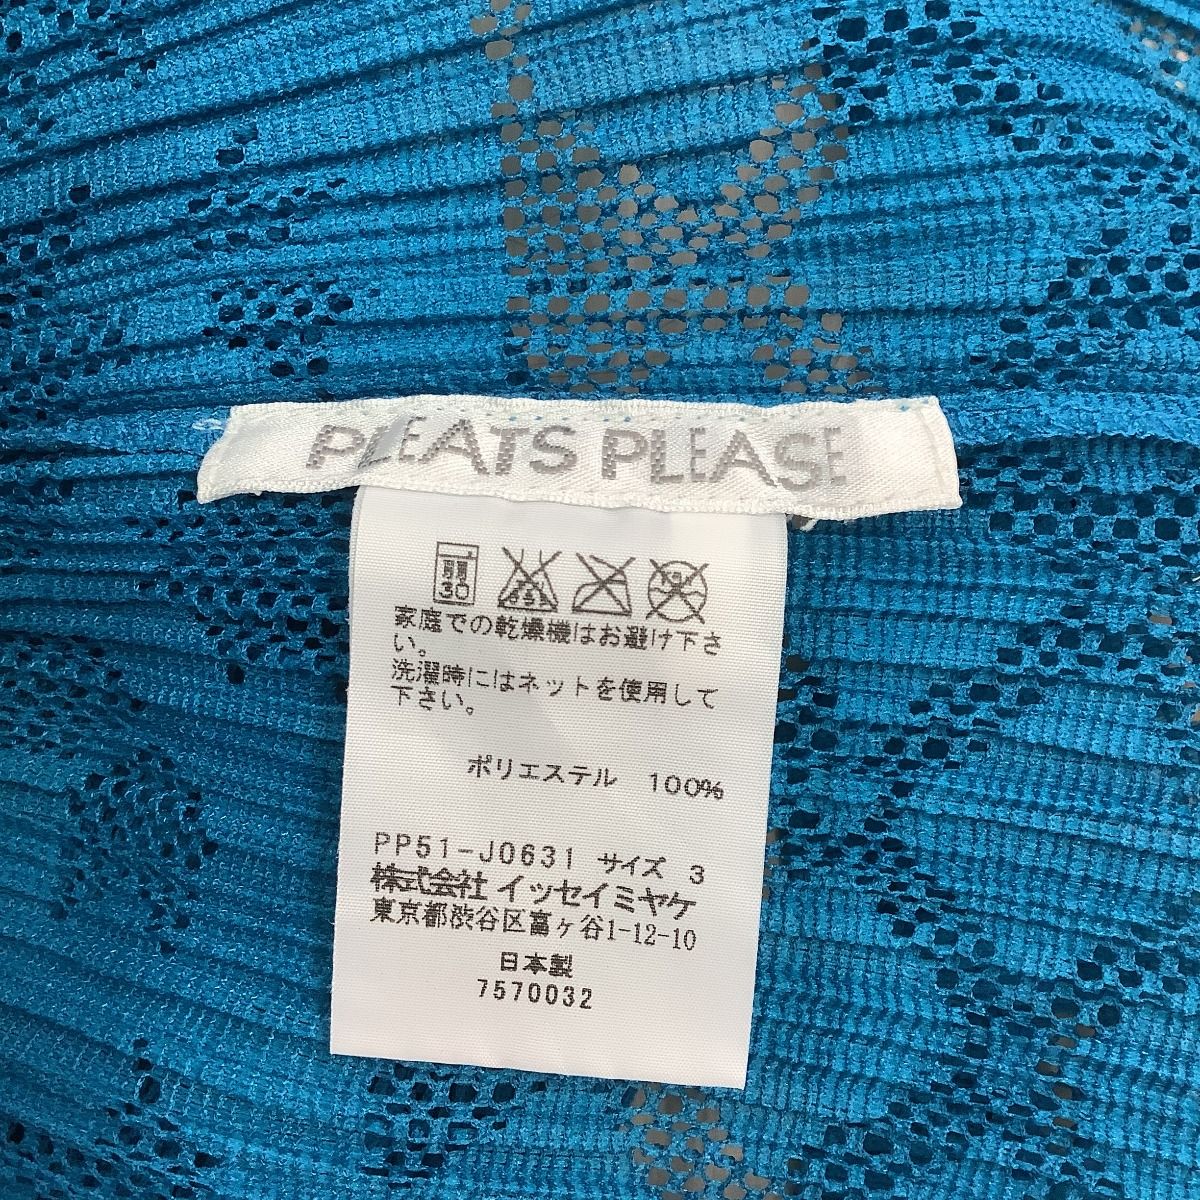 PLEATS PLEASE
弱
30
家庭での乾燥機はお避け下さ
い。
洗濯時にはネットを使用して
下さい。
ポリエステル 100%
PP51-J0631 サイズ 3
株式会社 イッセイミヤケ
東京都渋谷区富ヶ谷1-12-10
日本製
7570032